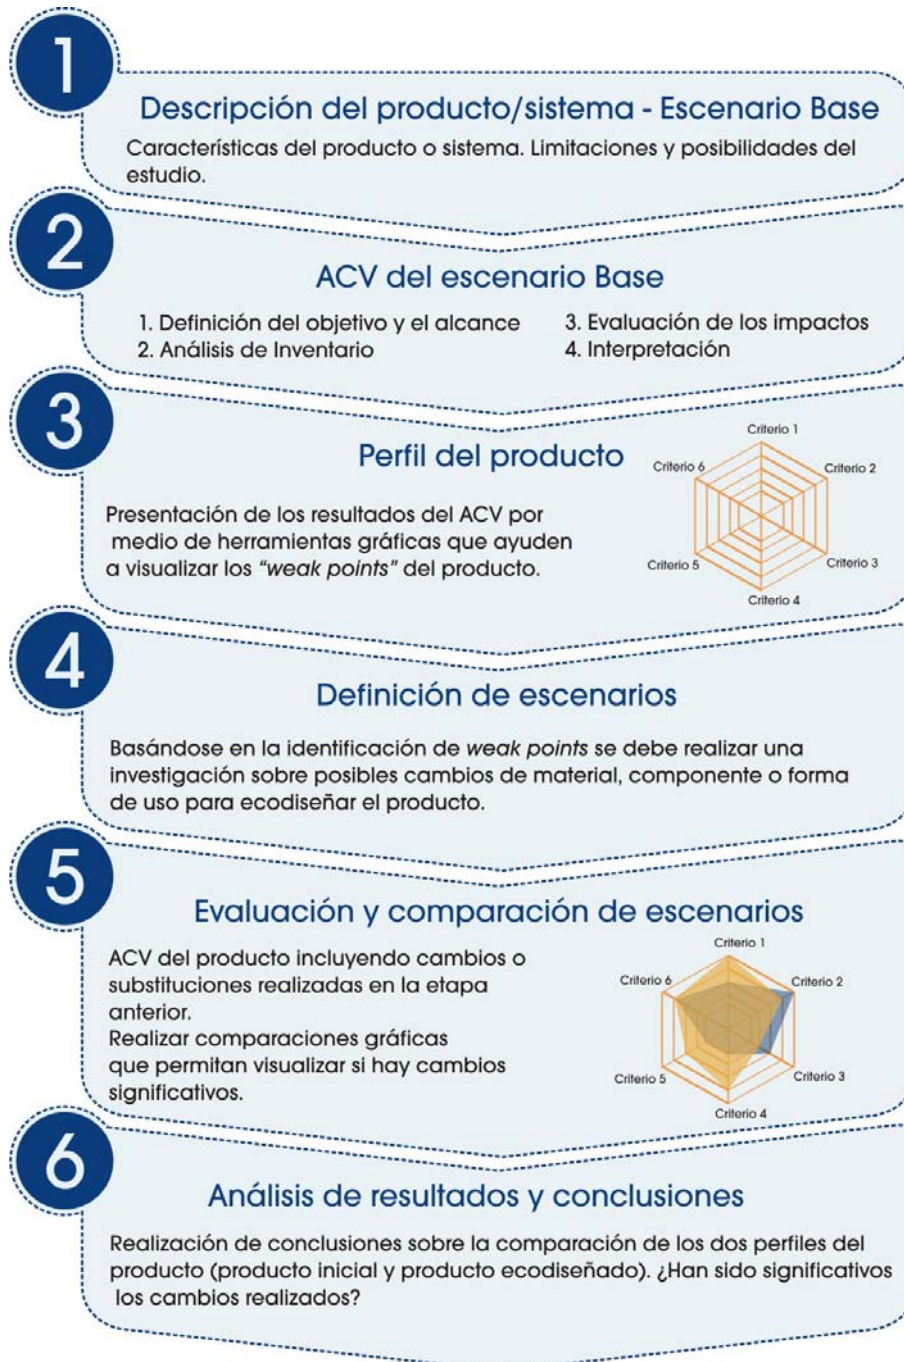 1
Descripción del producto/sistema - Escenario Base
Características del producto o sistema. Limitaciones y posibilidades del
estudio.
2
ACV del escenario Base
1. Definición del objetivo y el alcance
2. Análisis de Inventario
3. Evaluación de los impactos
4. Interpretación
3
Perfil del producto
Presentación de los resultados del ACV por
medio de herramientas gráficas que ayuden
a visualizar los “weak points” del producto.
Criterio 1
Criterio 2
Criterio 3
Criterio 4
Criterio 5
Criterio 6
4
Definición de escenarios
Basándose en la identificación de weak points se debe realizar una
investigación sobre posibles cambios de material, componente o forma
de uso para ecodiseñar el producto.
5
Evaluación y comparación de escenarios
ACV del producto incluyendo cambios o
substituciones realizadas en la etapa
anterior.
Realizar comparaciones gráficas
que permitan visualizar si hay cambios
significativos.
Criterio 1
Criterio 2
Criterio 3
Criterio 4
Criterio 5
Criterio 6
6
Análisis de resultados y conclusiones
Realización de conclusiones sobre la comparación de los dos perfiles del
producto (producto inicial y producto ecodiseñado). ¿Han sido significativos
los cambios realizados?